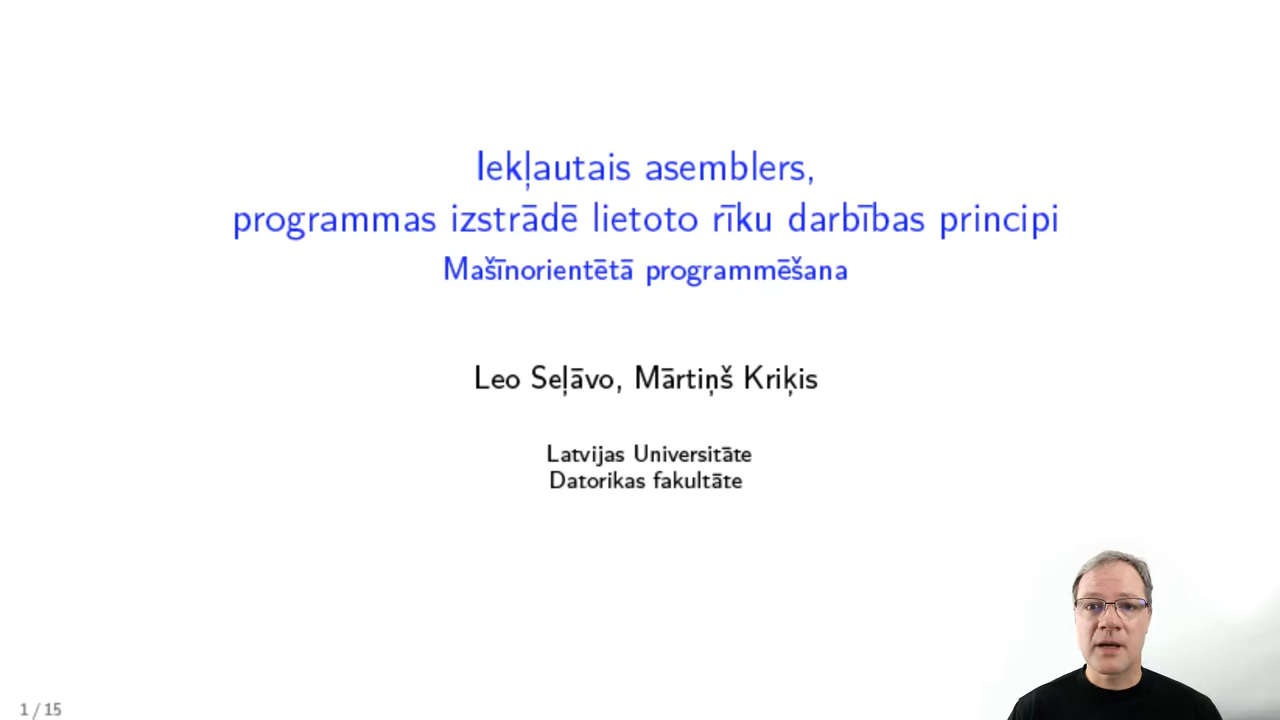 Iekļautais asemblers,
programmas izstrādē lietoto rīku darbības principi
Mašīnorientētā programmēšana
Leo Seļāvo, Mārtiņš Kriķis
Latvijas Universitāte
Datorikas fakultāte
1 / 15